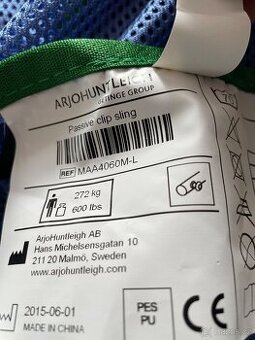 ARJOHUNTLEIGH
GETINGE GROUP
Passive clip sling
REF MAA4060M-L
272 kg
600 lbs
ArjoHuntleigh AB
Hans Michelsensgatan 10
211 20 Malmö, Sweden
www.arjohuntleigh.com
2015-06-01
MADE IN CHINA
PES
PU
CE